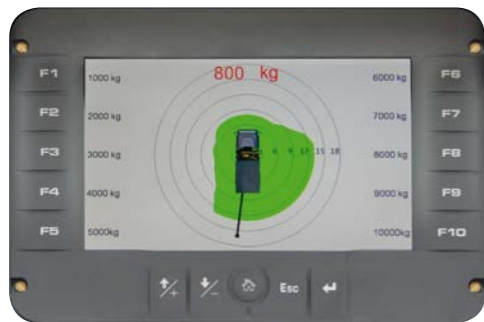 800 kg
F1 1000 kg 6000 kg F6
F2 2000 kg 7000 kg F7
F3 3000 kg 6 9 12 15 18 8000 kg F8
F4 4000 kg 9000 kg F9
F5 5000kg 10000kg F10
+ - Esc